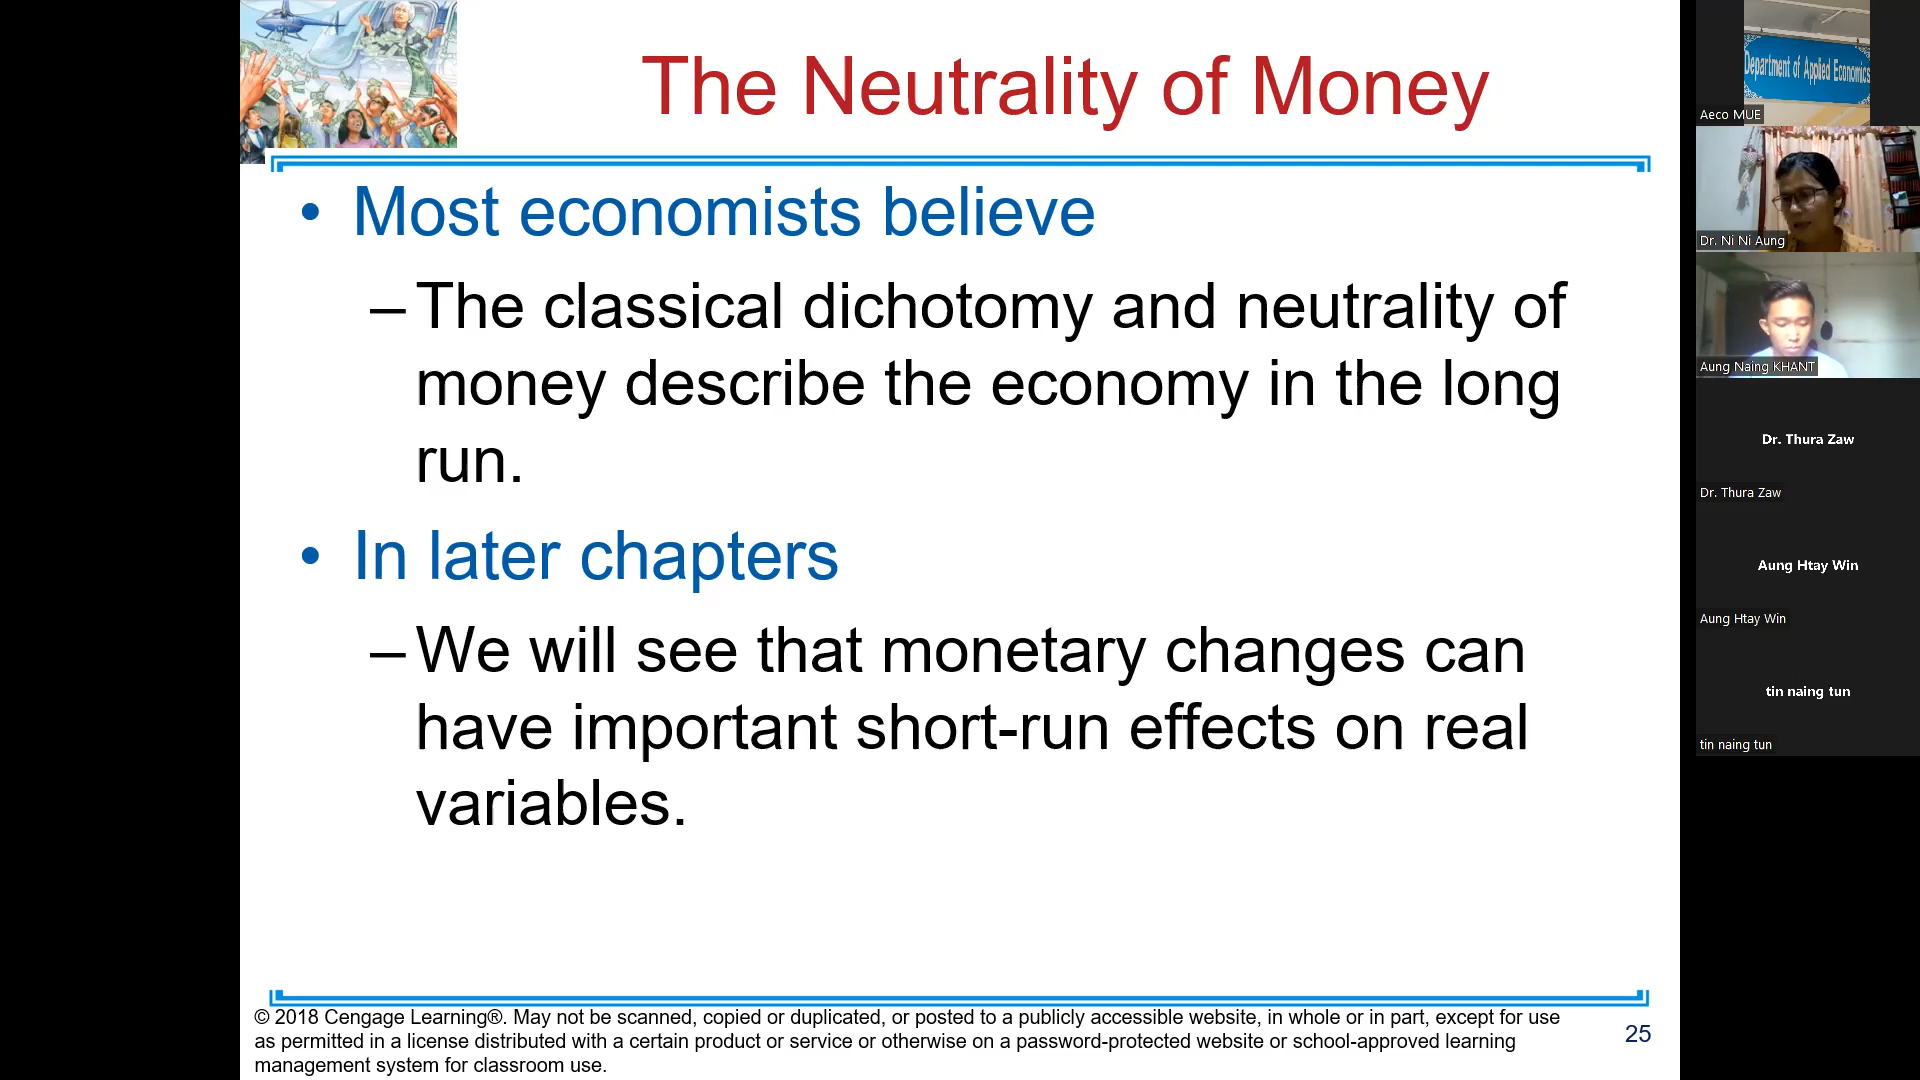 The Neutrality of Money
• Most economists believe
– The classical dichotomy and neutrality of
money describe the economy in the long
run.
• In later chapters
– We will see that monetary changes can
have important short-run effects on real
variables.
© 2018 Cengage Learning®. May not be scanned, copied or duplicated, or posted to a publicly accessible website, in whole or in part, except for use
as permitted in a license distributed with a certain product or service or otherwise on a password-protected website or school-approved learning
management system for classroom use.
25
Department of Applied Economics
Aeco MUE
Dr. Ni Ni Aung
Aung Naing KHANT
Dr. Thura Zaw
Dr. Thura Zaw
Aung Htay Win
Aung Htay Win
tin naing tun
tin naing tun